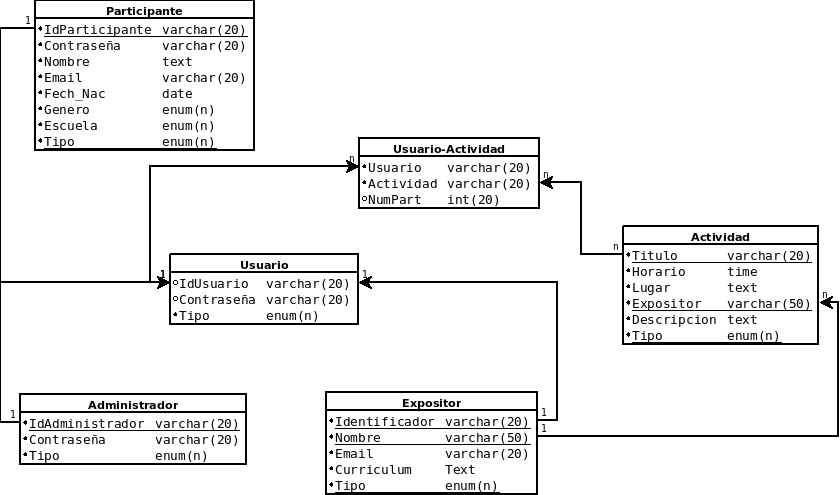 Participante
1
IdParticipante varchar(20)
Contraseña varchar(20)
Nombre text
Email varchar(20)
Fech_Nac date
Genero enum(n)
Escuela enum(n)
Tipo enum(n)
Usuario-Actividad
n
Usuario varchar(20)
Actividad varchar(20)
n
NumPart int(20)
Actividad
n
Titulo varchar(20)
Horario time
Lugar text
Expositor varchar(50)
n
Descripcion text
Tipo enum(n)
Usuario
1
IdUsuario varchar(20)
1
Contraseña varchar(20)
Tipo enum(n)
Administrador
1
IdAdministrador varchar(20)
Contraseña varchar(20)
Tipo enum(n)
Expositor
Identificador varchar(20)
1
Nombre varchar(50)
1
Email varchar(20)
Curriculum Text
Tipo enum(n)